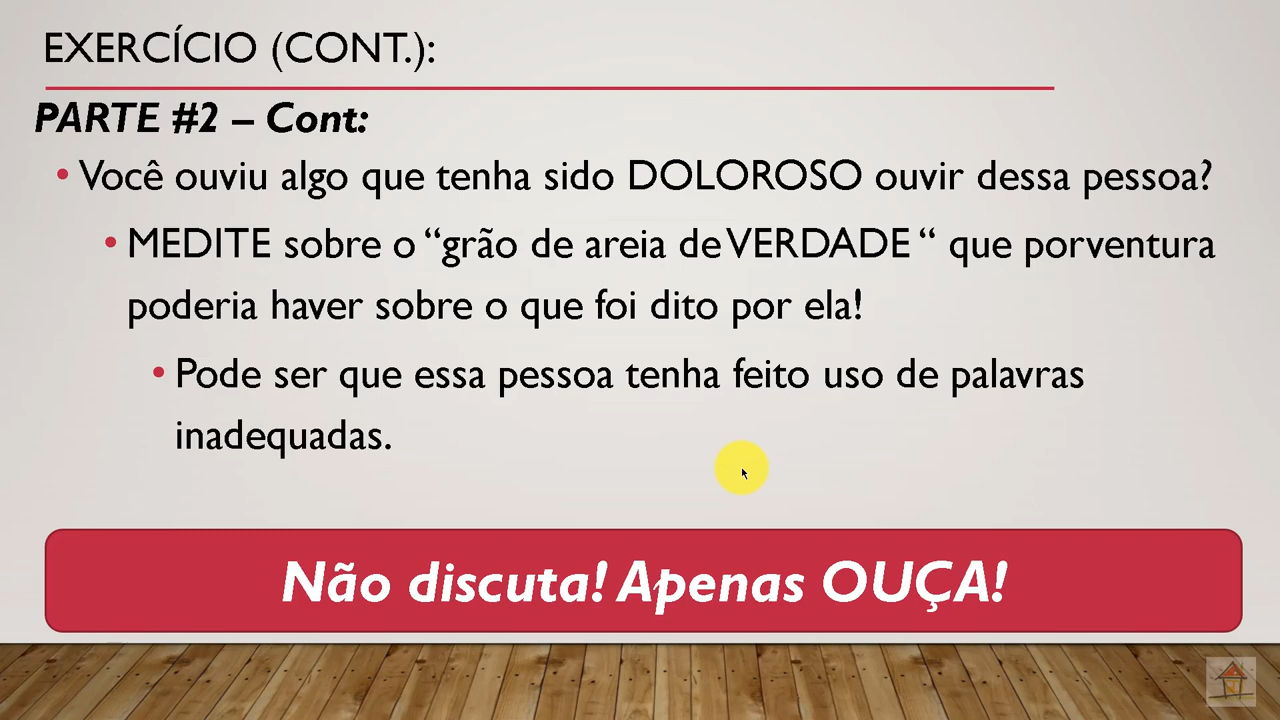 EXERCÍCIO (CONT.):
PARTE #2 – Cont:
• Você ouviu algo que tenha sido DOLOROSO ouvir dessa pessoa?
• MEDITE sobre o “grão de areia de VERDADE “ que porventura
poderia haver sobre o que foi dito por ela!
• Pode ser que essa pessoa tenha feito uso de palavras
inadequadas.
Não discuta! Apenas OUÇA!